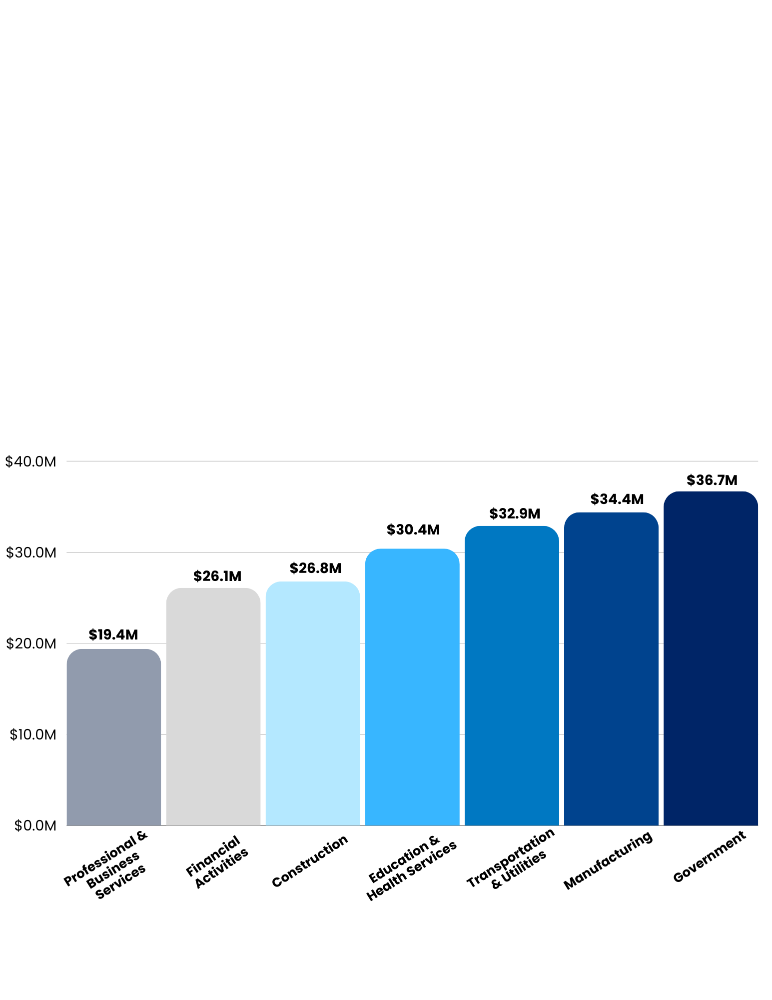 $40.0M
$36.7M
$34.4M
$32.9M
$30.4M
$30.0M
$26.8M
$26.1M
$19.4M
$20.0M
$10.0M
$0.0M
Professional &
Business
Services
Financial
Activities
Construction
Education &
Health Services
Transportation
& Utilities
Manufacturing
Government